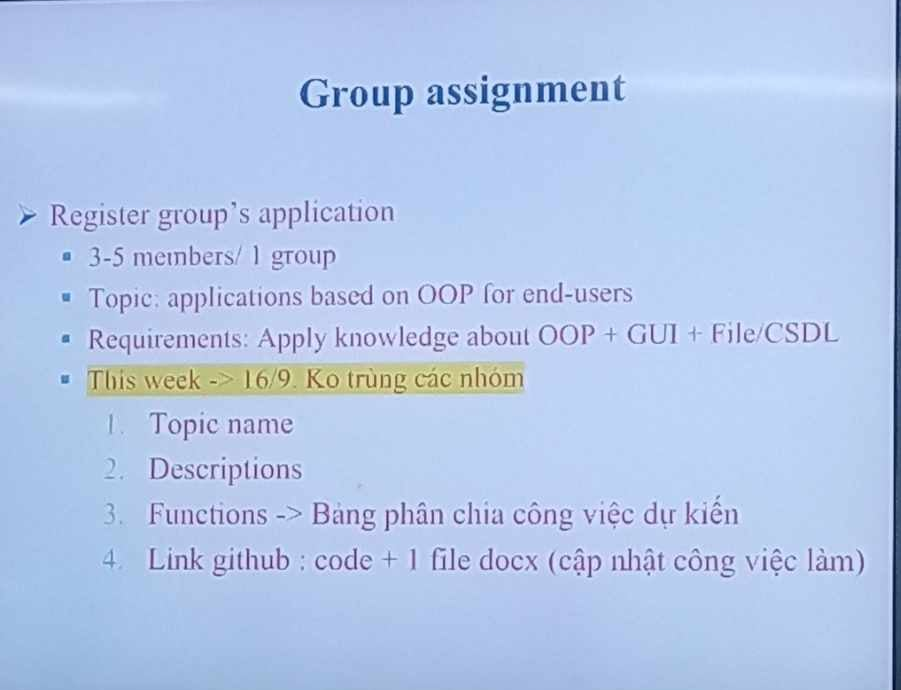 Group assignment
➢ Register group's application
▪ 3-5 members/ 1 group
▪ Topic: applications based on OOP for end-users
▪ Requirements: Apply knowledge about OOP + GUI + File/CSDL
▪ This week -> 16/9. Ko trùng các nhóm
1. Topic name
2. Descriptions
3. Functions -> Bảng phân chia công việc dự kiến
4. Link github : code + 1 file docx (cập nhật công việc làm)